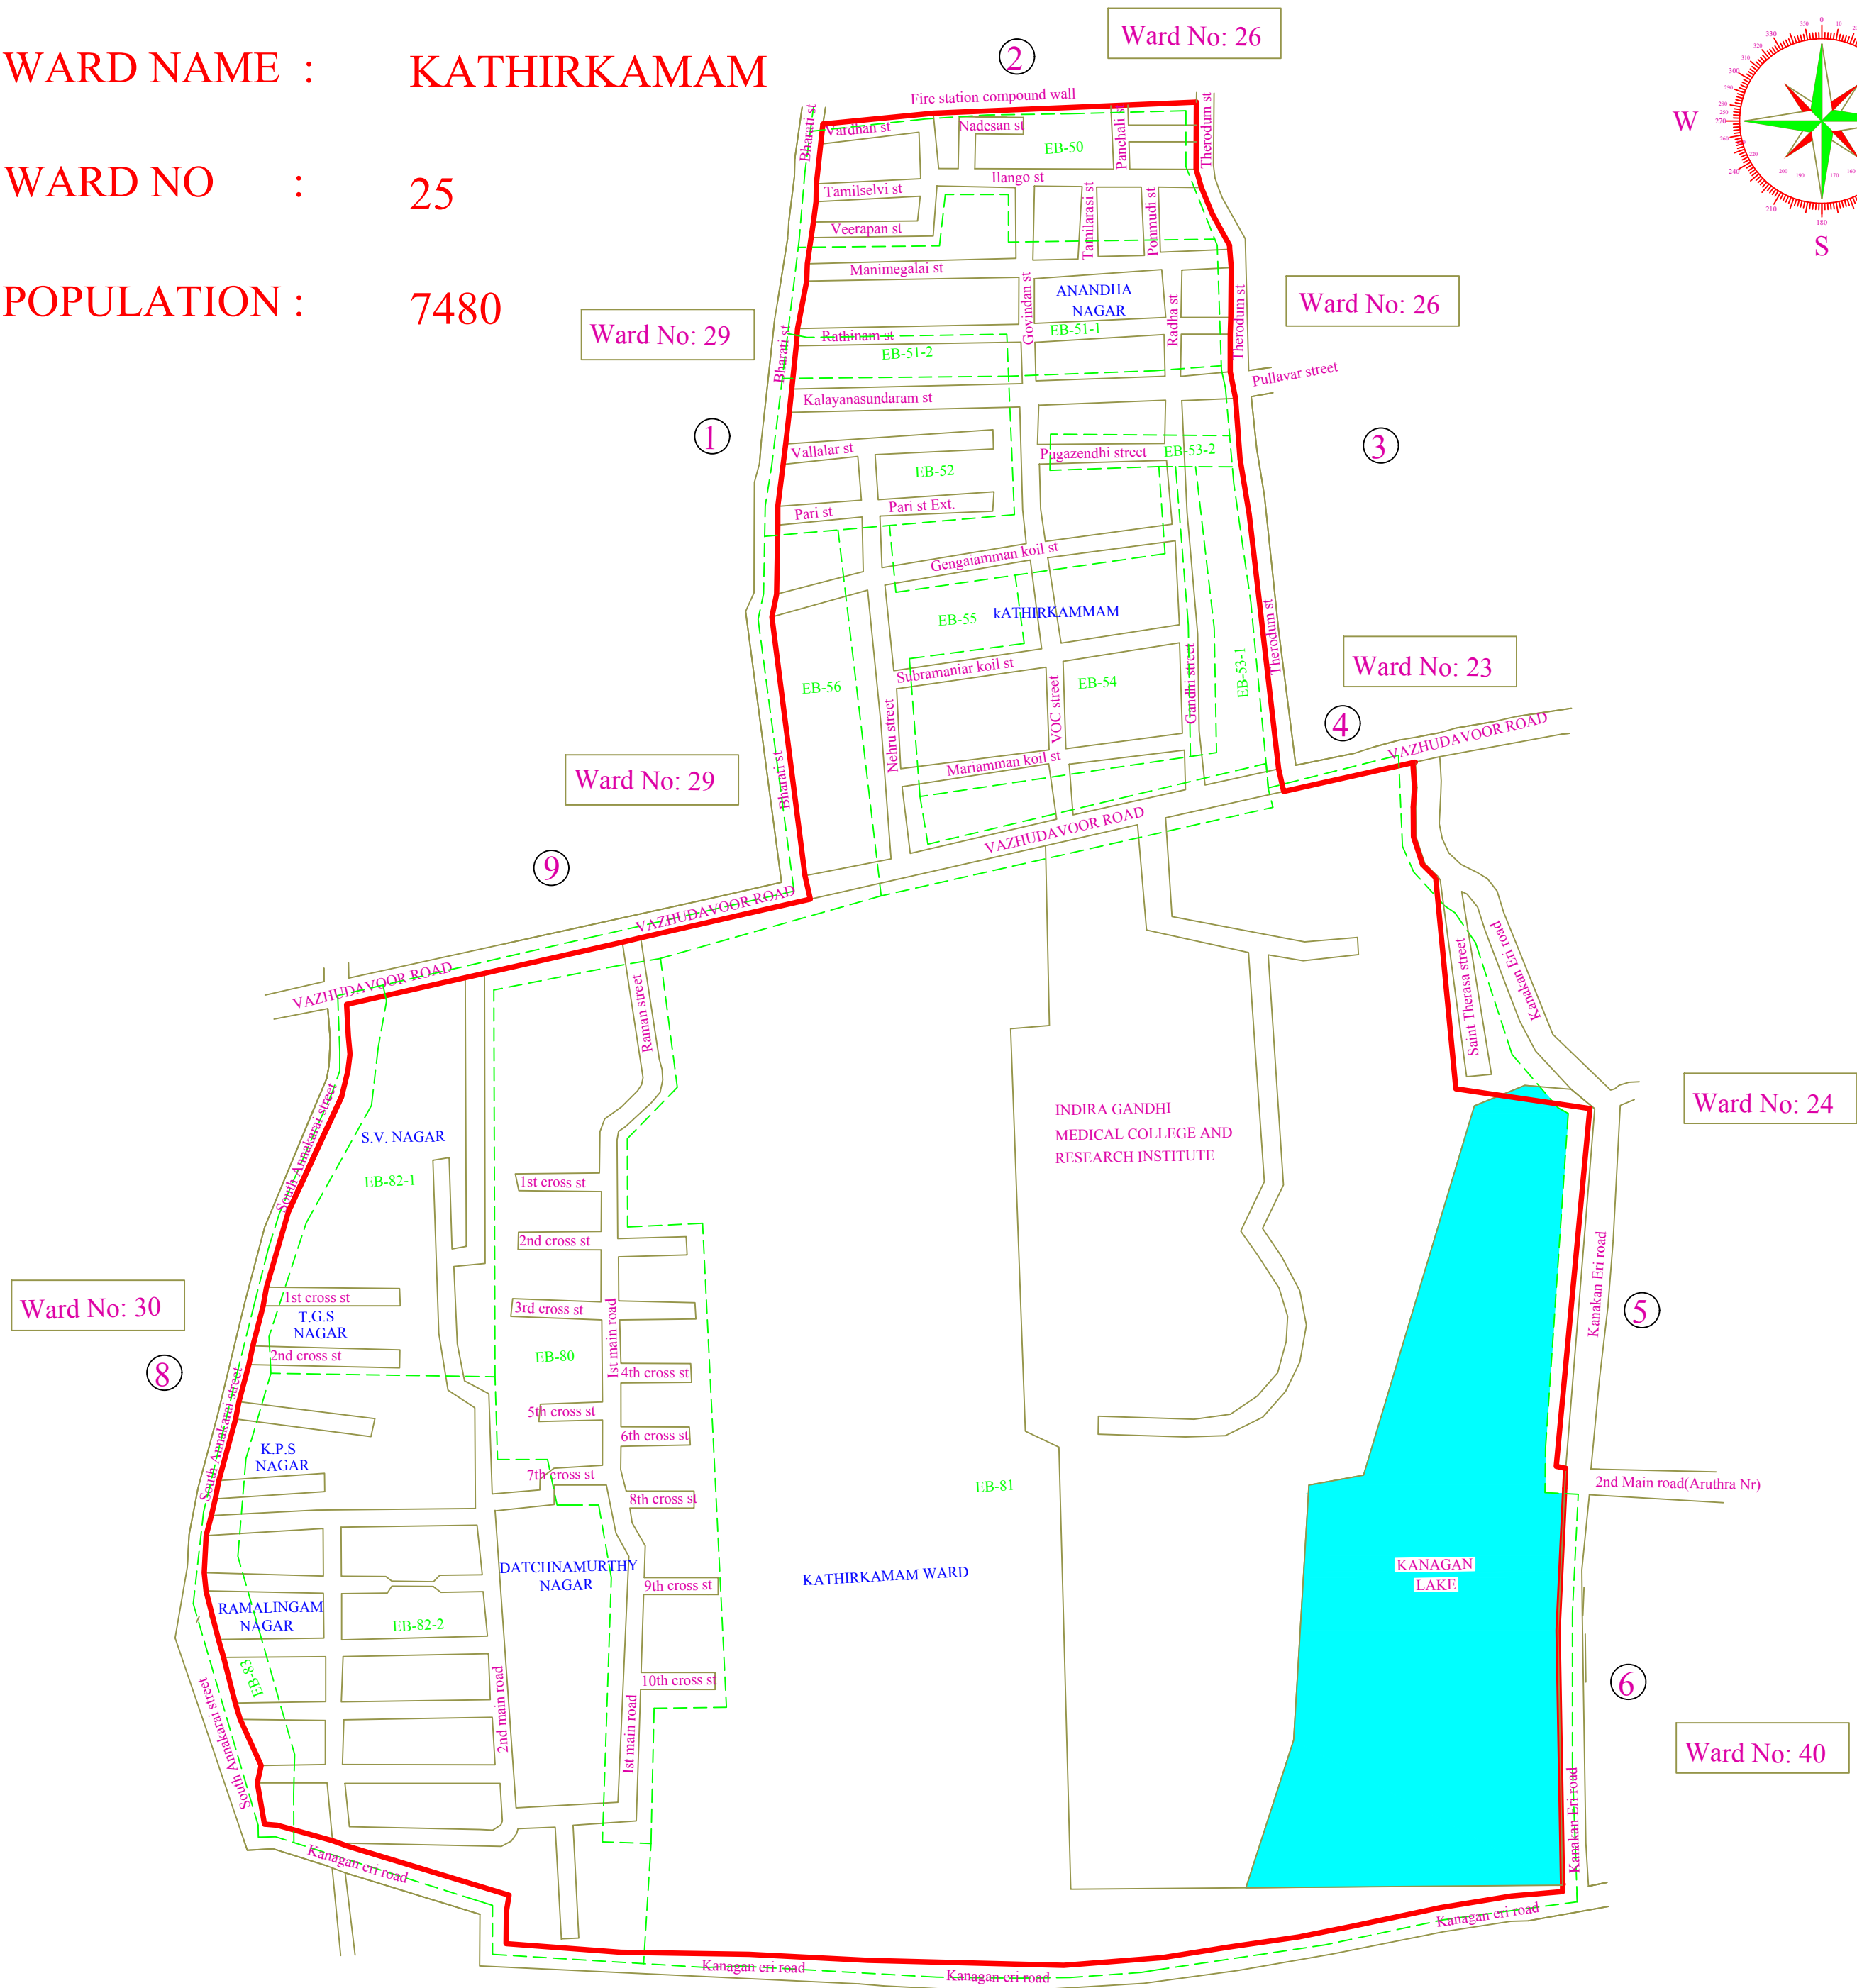 WARD NAME : KATHIRKAMAM
WARD NO : 25
POPULATION : 7480
2
Ward No: 26
W
S
Fire station compound wall
Bharati st
Vardhan st
Nadesan st
Panchali st
Therodum st
EB-50
Tamilselvi st
Ilango st
Tamilarasi st
Ponmudi st
Veerapan st
Manimegalai st
Govindan st
ANANDHA
NAGAR
Radha st
Therodum st
Ward No: 26
Ward No: 29
Bharati st
Rathinam st
EB-51-1
EB-51-2
Pullavar street
Kalayanasundaram st
1
3
Vallalar st
Pugazendhi street
EB-53-2
EB-52
Pari st
Pari st Ext.
Gengaiamman koil st
EB-55
kATHIRKAMMAM
Therodum st
Ward No: 23
Subramaniar koil st
EB-56
EB-54
Gandhi street
EB-53-1
VOC street
Nehru street
4
VAZHUDAVOOR ROAD
Ward No: 29
Bharati st
Mariamman koil st
VAZHUDAVOOR ROAD
9
VAZHUDAVOOR ROAD
VAZHUDAVOOR ROAD
Raman street
Saint Therasa street
Kanakan Eri road
South Annakarai street
S.V. NAGAR
EB-82-1
INDIRA GANDHI
MEDICAL COLLEGE AND
RESEARCH INSTITUTE
Ward No: 24
1st cross st
2nd cross st
Ward No: 30
1st cross st
T.G.S
NAGAR
2nd cross st
3rd cross st
1st main road
EB-80
4th cross st
Kanakan Eri road
5
8
South Annakarai street
5th cross st
6th cross st
K.P.S
NAGAR
7th cross st
8th cross st
EB-81
2nd Main road(Aruthra Nr)
DATCHNAMURTHY
NAGAR
9th cross st
KATHIRKAMAM WARD
KANAGAN
LAKE
RAMALINGAM
NAGAR
EB-82-2
EB-83
South Annakarai street
2nd main road
10th cross st
1st main road
6
Ward No: 40
Kanakan Eri road
Kanagan eri road
Kanagan eri road
Kanagan eri road
Kanagan eri road